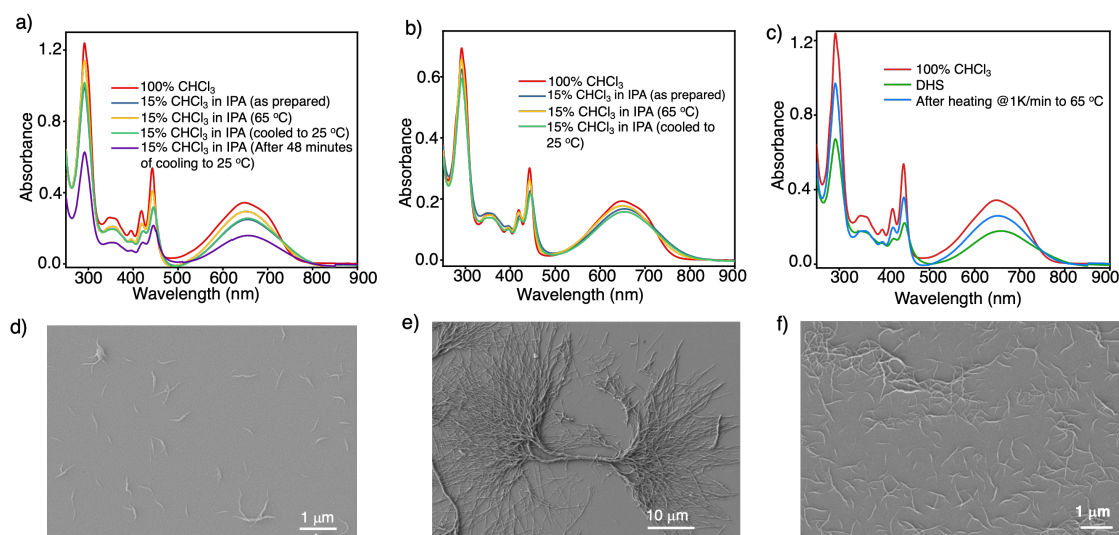 a)
1.2
0.8
0.4
0.0
Absorbance
100% CHCl₃
15% CHCl₃ in IPA (as prepared)
15% CHCl₃ in IPA (65 ºC)
15% CHCl₃ in IPA (cooled to 25 ºC)
15% CHCl₃ in IPA (After 48 minutes
of cooling to 25 ºC)
300 400 500 600 700 800 900
Wavelength (nm)
b)
0.6
0.4
0.2
0.0
Absorbance
100% CHCl₃
15% CHCl₃ in IPA (as prepared)
15% CHCl₃ in IPA (65 ºC)
15% CHCl₃ in IPA (cooled to
25 ºC)
300 400 500 600 700 800 900
Wavelength (nm)
c)
1.2
0.8
0.4
0.0
Absorbance
100% CHCl₃
DHS
After heating @1K/min to 65 ºC
300 400 500 600 700 800 900
Wavelength (nm)
d)
1 μm
e)
10 μm
f)
1 μm